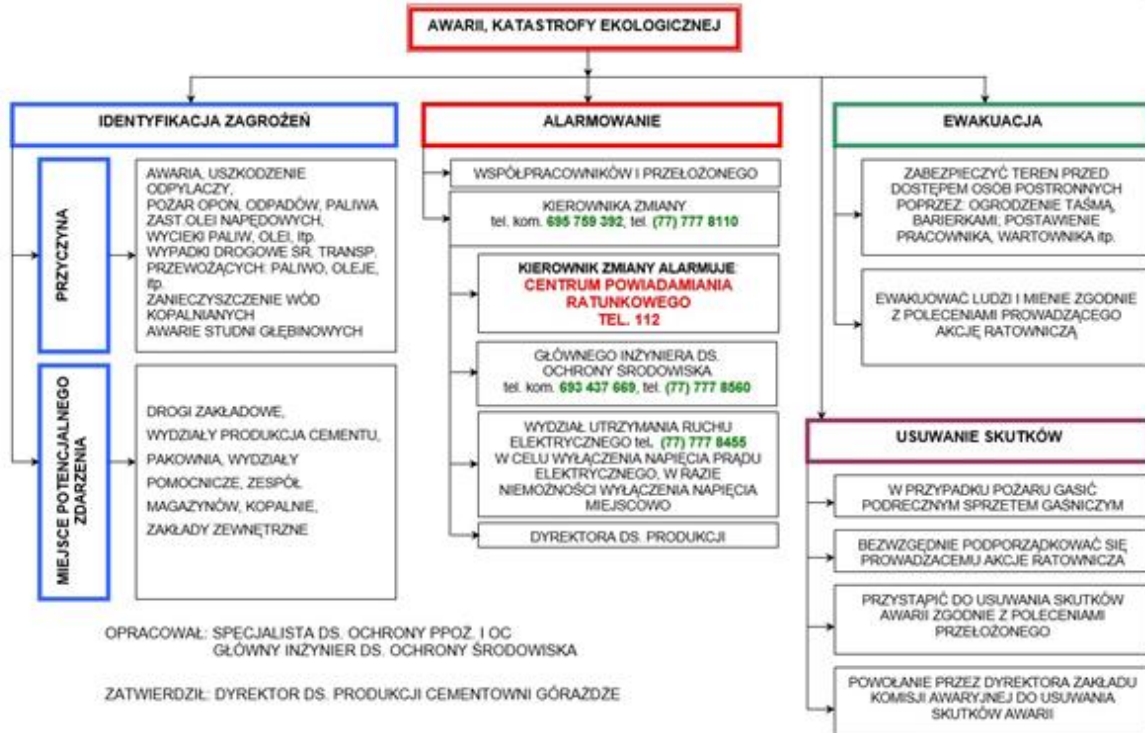 AWARII, KATASTROFY EKOLOGICZNEJ
IDENTYFIKACJA ZAGROŻEŃ
PRZYCZYNA
AWARIA, USZKODZENIE
ODPYLACZY,
POŻAR OPON, ODPADÓW, PALIWA
ZAST.OLEI NAPĘDOWYCH,
WYCIEKI PALIW, OLEI, itp.
WYPADKI DROGOWE ŚR. TRANSP.
PRZEWOŻĄCYCH: PALIWO, OLEJE,
itp.
ZANIECZYSZCZENIE WÓD
KOPALNIANYCH
AWARIE STUDNI GŁĘBINOWYCH
MIEJSCE POTENCJALNEGO
ZDARZENIA
DROGI ZAKŁADOWE,
WYDZIAŁY PRODUKCJA CEMENTU,
PAKOWNIA, WYDZIAŁY
POMOCNICZE, ZESPÓŁ
MAGAZYNÓW, KOPALNIE,
ZAKŁADY ZEWNĘTRZNE
ALARMOWANIE
WSPÓŁPRACOWNIKÓW I PRZEŁOŻONEGO
KIEROWNIKA ZMIANY
tel. kom. 695 759 392, tel. (77) 777 8110
KIEROWNIK ZMIANY ALARMUJE:
CENTRUM POWIADAMIANIA
RATUNKOWEGO
TEL. 112
GŁÓWNEGO INŻYNIERA DS.
OCHRONY ŚRODOWISKA
tel. kom. 693 437 669, tel. (77) 777 8560
WYDZIAŁ UTRZYMANIA RUCHU
ELEKTRYCZNEGO tel. (77) 777 8455
W CELU WYŁĄCZENIA NAPIĘCIA PRĄDU
ELEKTRYCZNEGO, W RAZIE
NIEMOŻNOŚCI WYŁĄCZENIA NAPIĘCIA
MIEJSCOWO
DYREKTORA DS. PRODUKCJI
EWAKUACJA
ZABEZPIECZYĆ TEREN PRZED
DOSTĘPEM OSÓB POSTRONNYCH
POPRZEZ: OGRODZENIE TAŚMĄ,
BARIERKAMI; POSTAWIENIE
PRACOWNIKA, WARTOWNIKA itp.
EWAKUOWAĆ LUDZI I MIENIE ZGODNIE
Z POLECENIAMI PROWADZĄCEGO
AKCJĘ RATOWNICZĄ
USUWANIE SKUTKÓW
W PRZYPADKU POŻARU GASIĆ
PODRECZNYM SPRZETEM GAŚNICZYM
BEZWZGĘDNIE PODPORZĄDKOWAĆ SIĘ
PROWADZACEMU AKCJE RATOWNICZA
PRZYSTĄPIĆ DO USUWANIA SKUTKÓW
AWARII ZGODNIE Z POLECENIAMI
PRZEŁOŻONEGO
POWOŁANIE PRZEZ DYREKTORA ZAKŁADU
KOMISJI AWARYJNEJ DO USUWANIA
SKUTKÓW AWARII
OPRACOWAŁ: SPECJALISTA DS. OCHRONY PPOŻ. I OC
GŁÓWNY INŻYNIER DS. OCHRONY ŚRODOWISKA
ZATWIERDZIŁ: DYREKTOR DS. PRODUKCJI CEMENTOWNI GÓRAŻDŻE